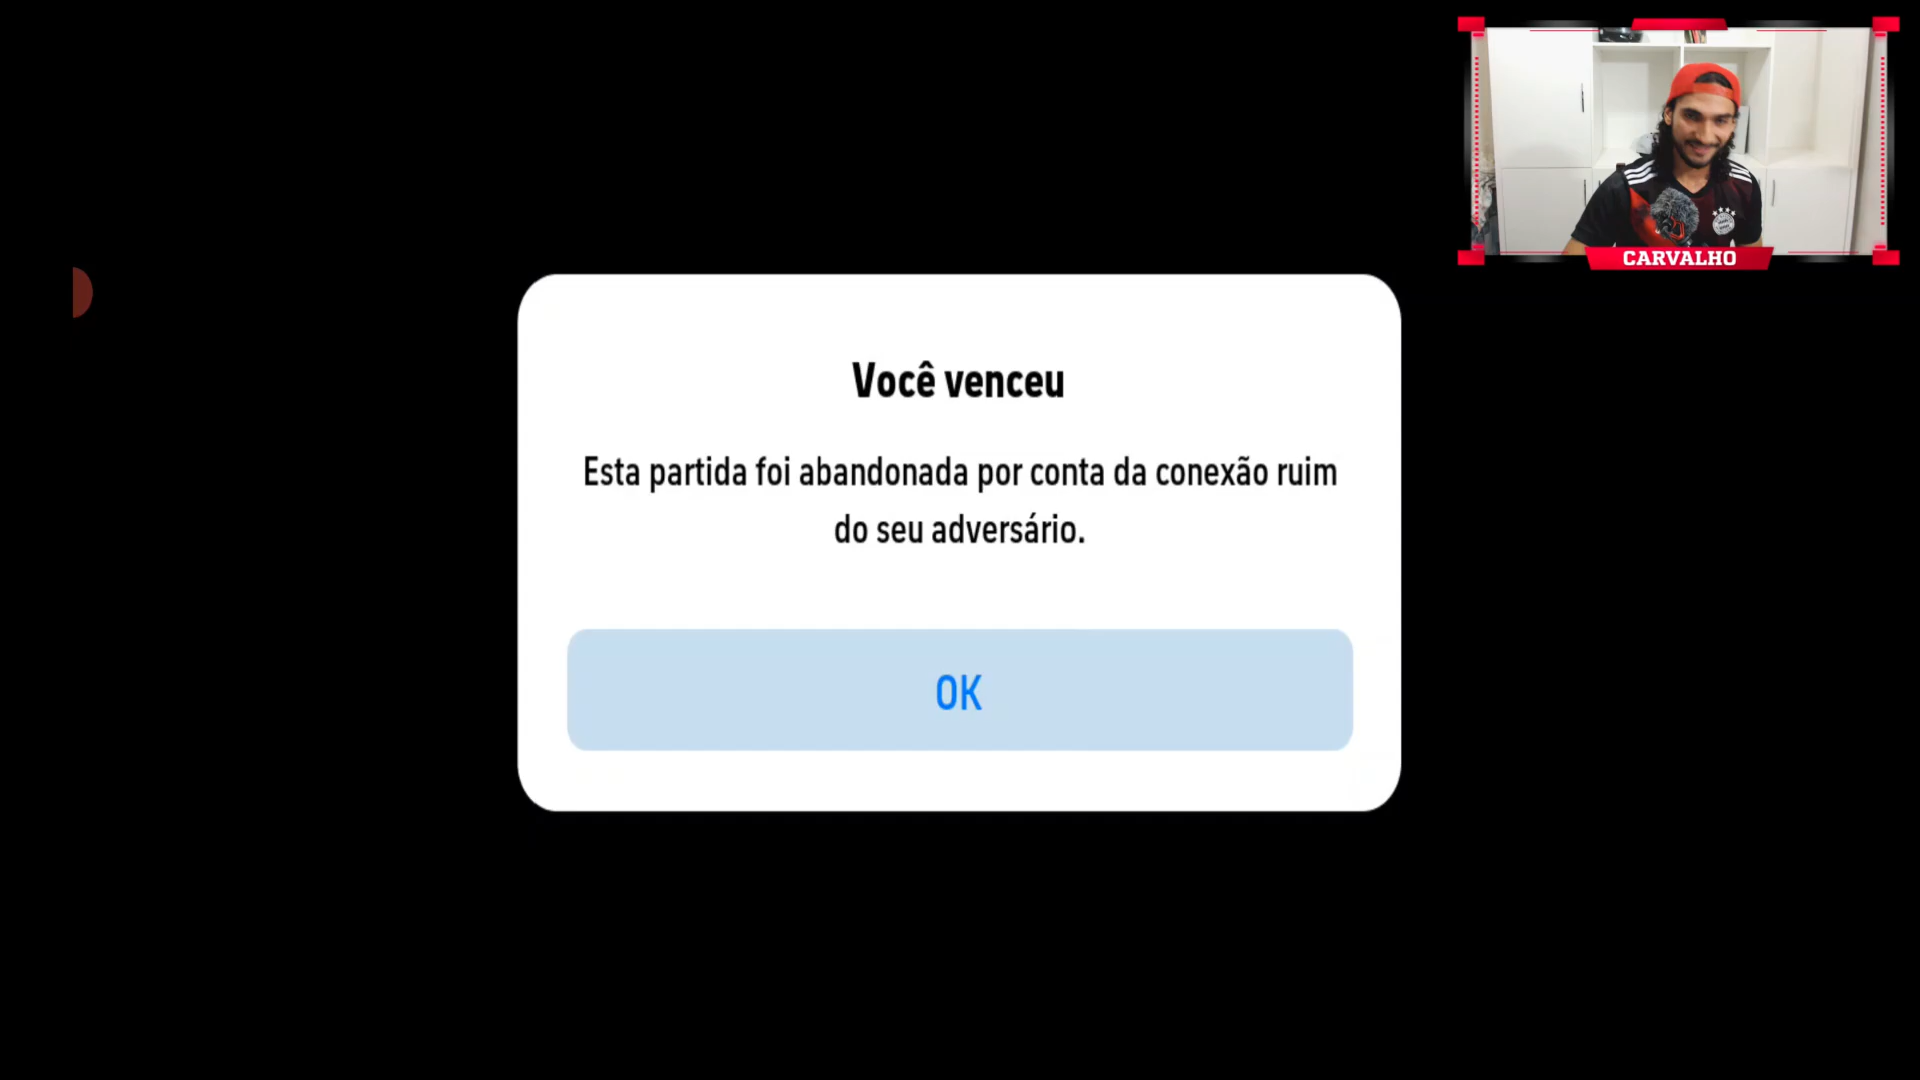 CARVALHO
Você venceu
Esta partida foi abandonada por conta da conexão ruim
do seu adversário.
OK